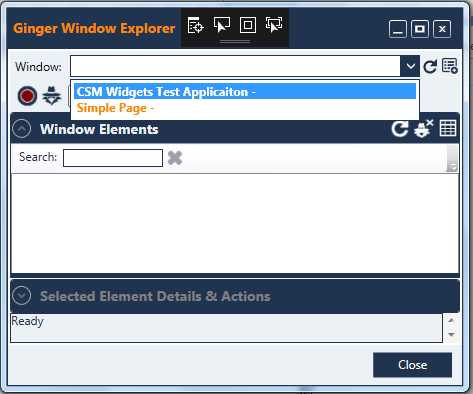 Ginger Window Explorer
Window:
CSM Widgets Test Applicaiton -
Simple Page -
Window Elements
Search:
Selected Element Details & Actions
Ready
Close